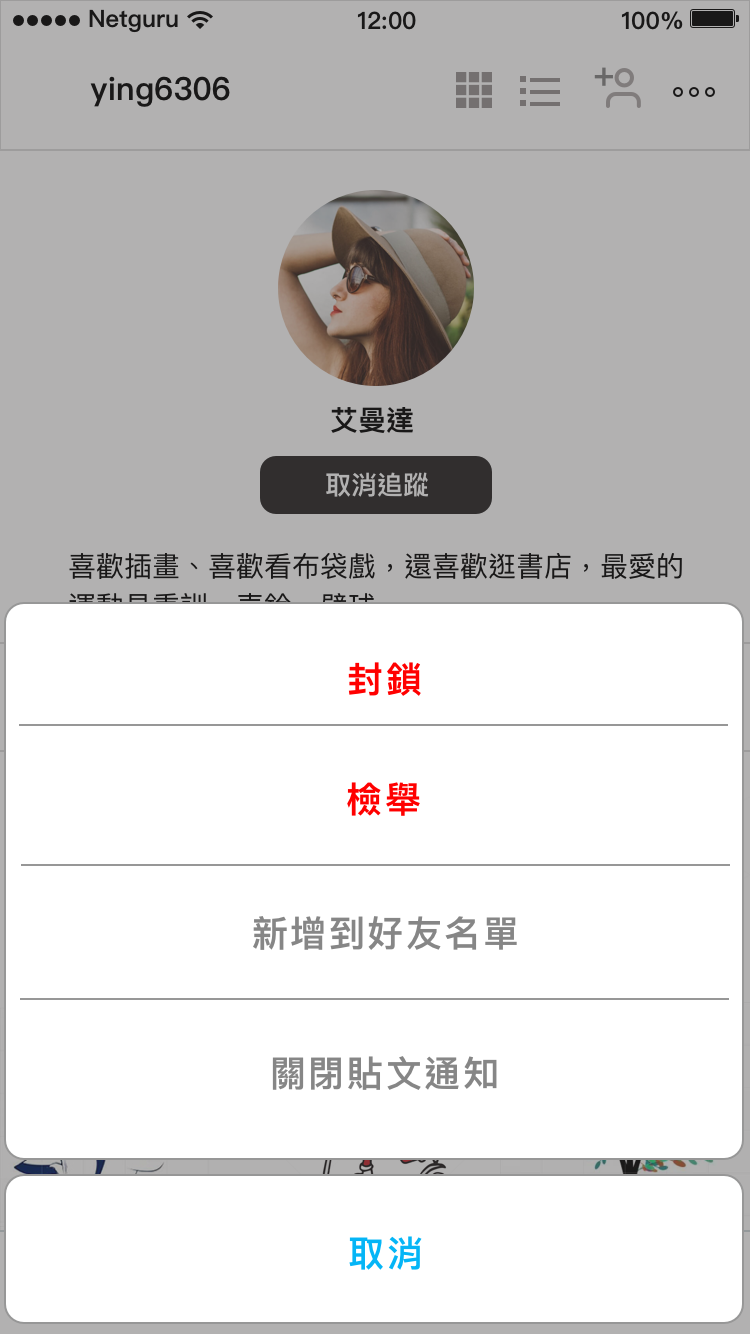 Netguru 12:00 100%
ying6306
艾曼達
取消追蹤
喜歡插畫、喜歡看布袋戲，還喜歡逛書店，最愛的
封鎖
檢舉
新增到好友名單
關閉貼文通知
取消